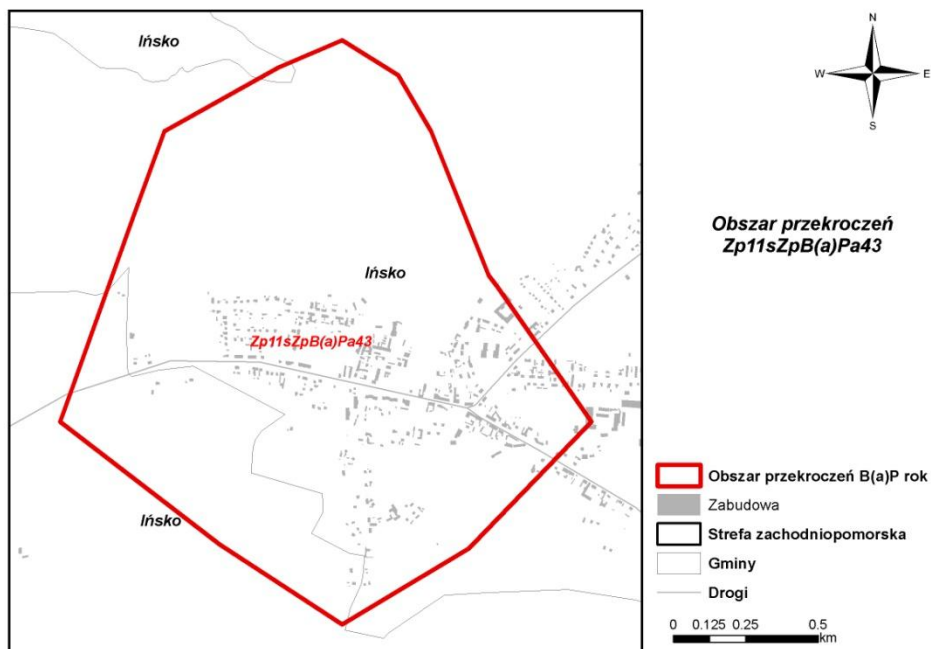 Ińsko
Ińsko
Zp11sZpB(a)Pa43
Ińsko
N
W
E
S
Obszar przekroczeń
Zp11sZpB(a)Pa43
Obszar przekroczeń B(a)P rok
Zabudowa
Strefa zachodniopomorska
Gminy
Drogi
0 0.125 0.25 0.5
km